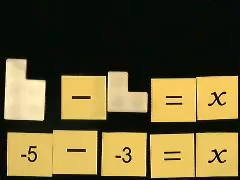 − = x
-5 − -3 = x